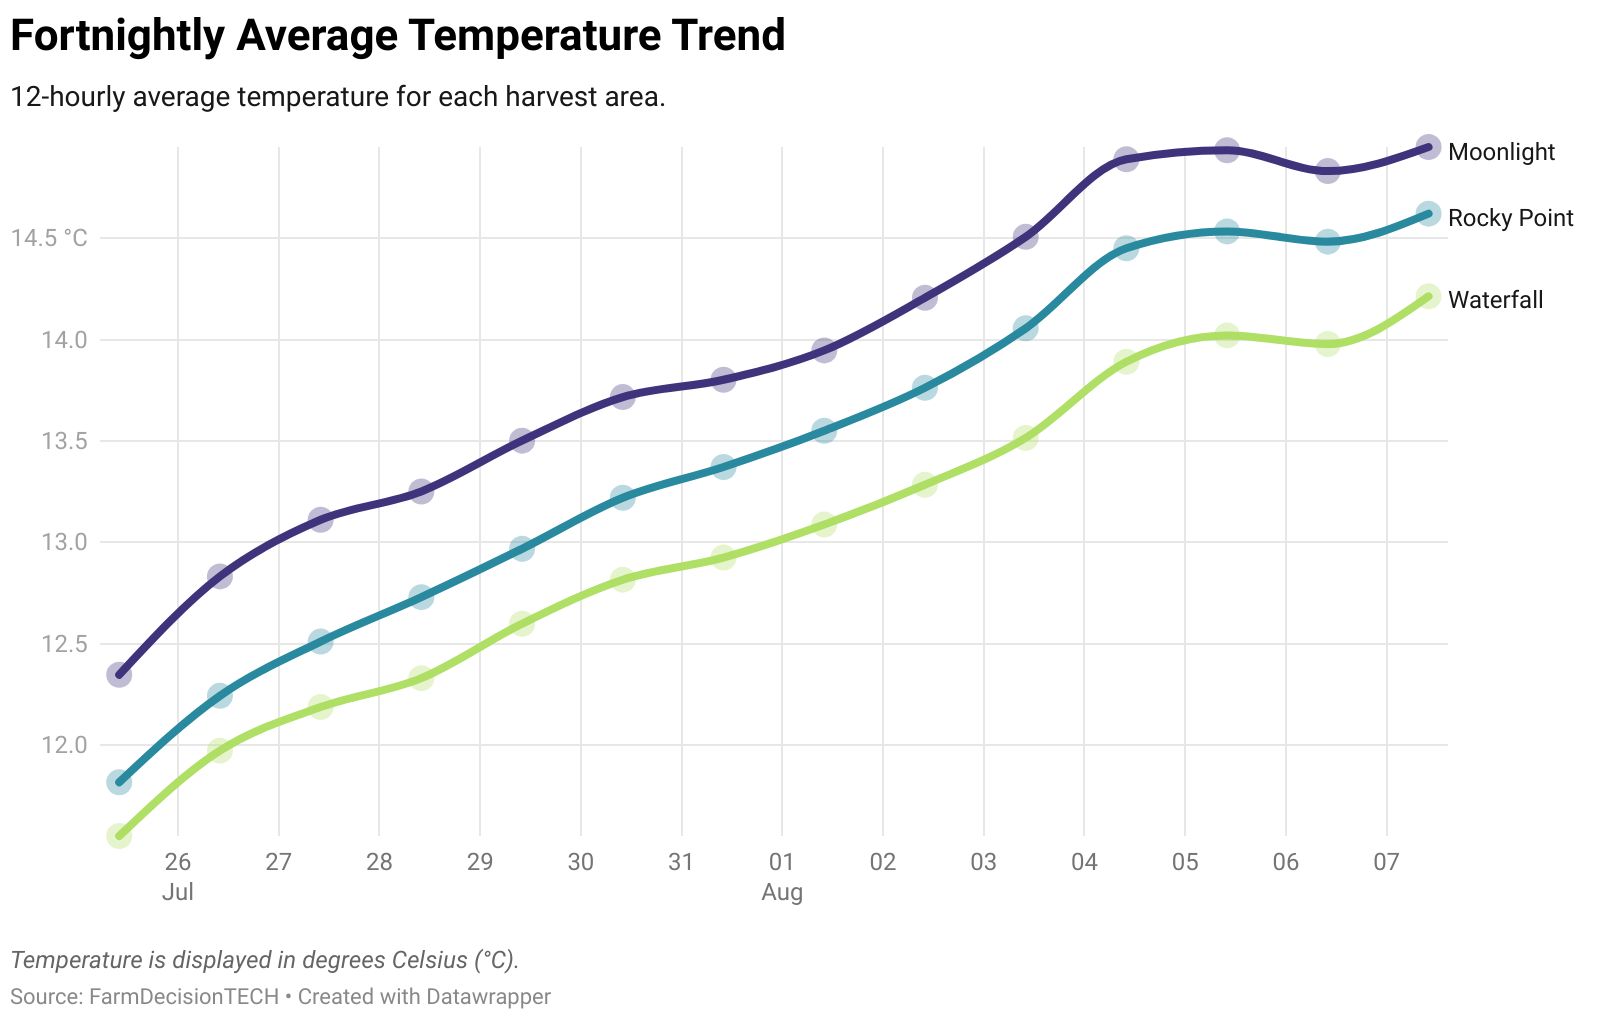 Fortnightly Average Temperature Trend
12-hourly average temperature for each harvest area.
Moonlight
Rocky Point
Waterfall
14.5 °C
14.0
13.5
13.0
12.5
12.0
26 27 28 29 30 31 01 02 03 04 05 06 07
Jul Aug
Temperature is displayed in degrees Celsius (°C).
Source: FarmDecisionTECH • Created with Datawrapper